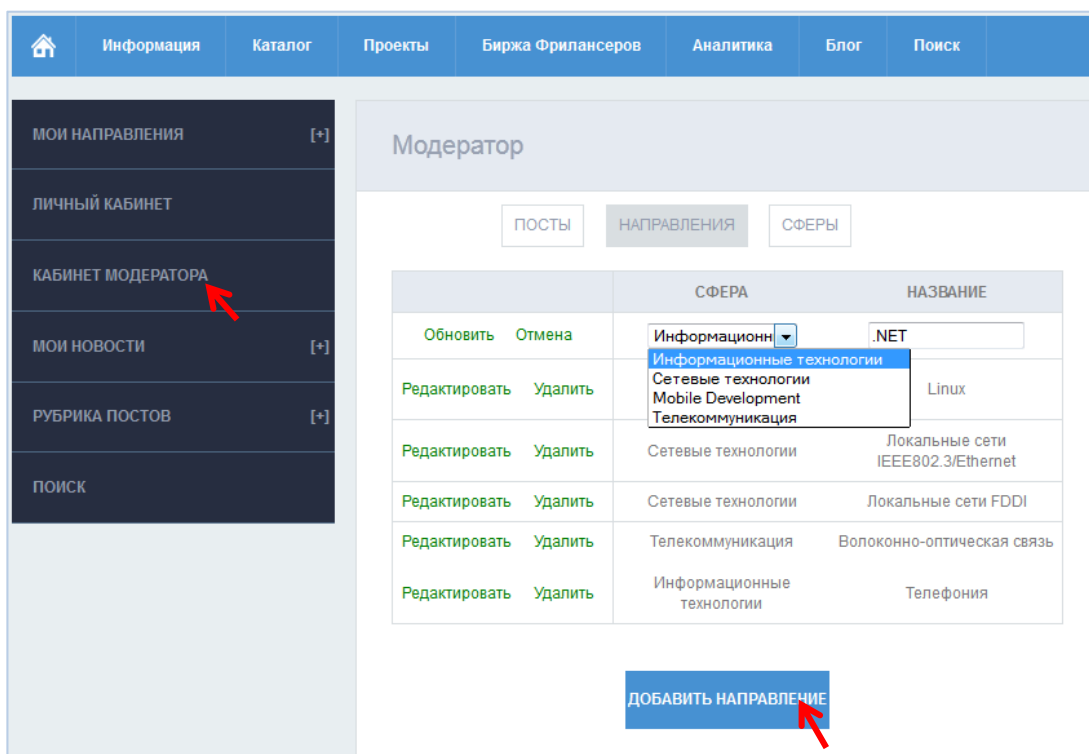 Информация Каталог Проекты Биржа Фрилансеров Аналитика Блог Поиск
МОИ НАПРАВЛЕНИЯ [+]
ЛИЧНЫЙ КАБИНЕТ
КАБИНЕТ МОДЕРАТОРА
МОИ НОВОСТИ [+]
РУБРИКА ПОСТОВ [+]
ПОИСК
Модератор
ПОСТЫ НАПРАВЛЕНИЯ СФЕРЫ
СФЕРА НАЗВАНИЕ
Обновить Отмена Информационн .NET
Информационные технологии
Сетевые технологии
Mobile Development
Телекоммуникация
Редактировать Удалить Linux
Редактировать Удалить Сетевые технологии Локальные сети
IEEE802.3/Ethernet
Редактировать Удалить Сетевые технологии Локальные сети FDDI
Редактировать Удалить Телекоммуникация Волоконно-оптическая связь
Редактировать Удалить Информационные
технологии Телефония
ДОБАВИТЬ НАПРАВЛЕНИЕ